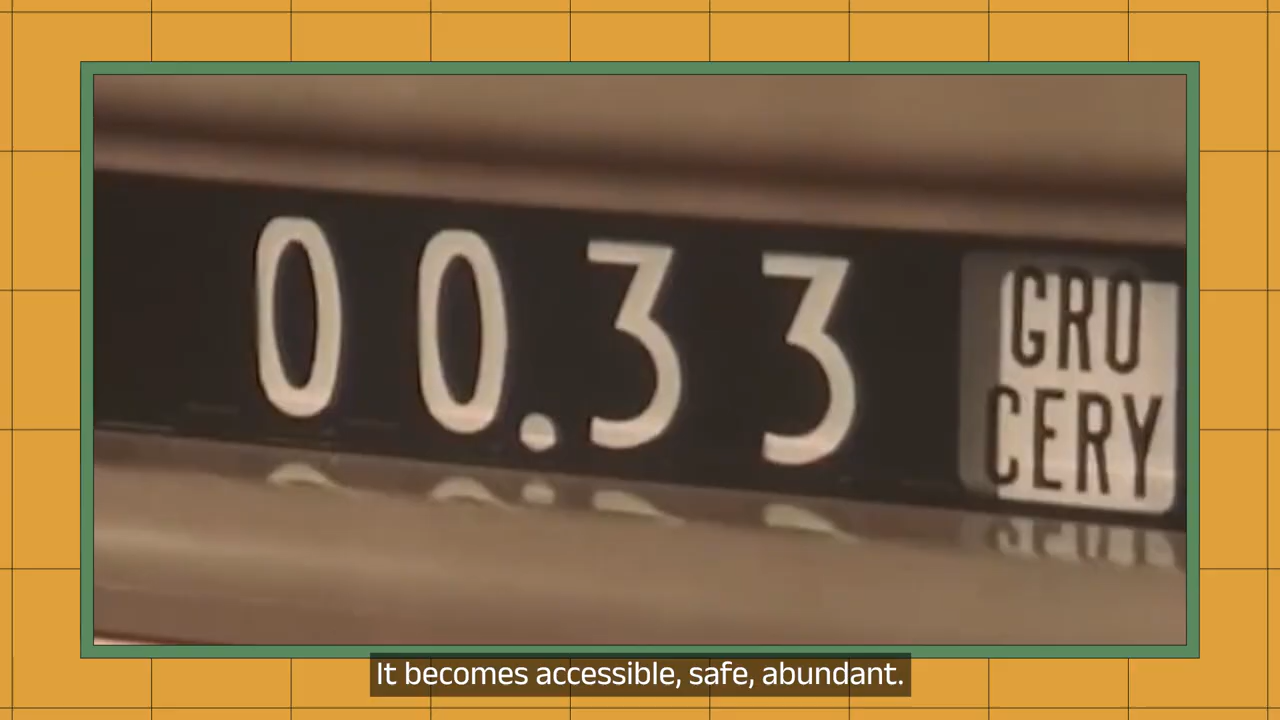 00.33
GRO
CERY
It becomes accessible, safe, abundant.